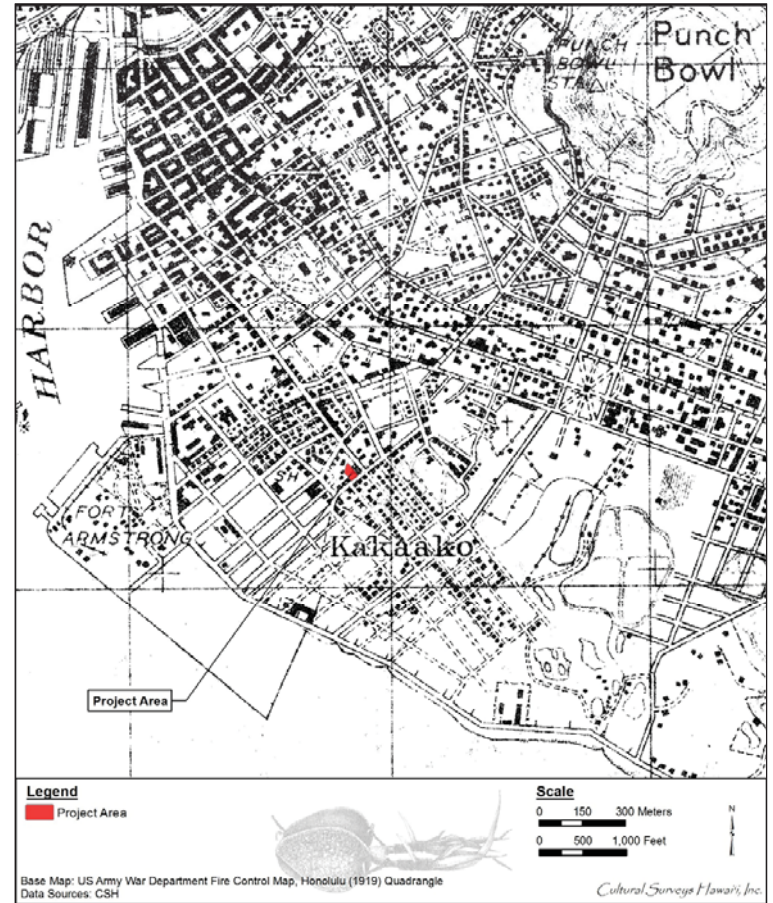 Punch
Bowl
PUNCH
BOWL
STA
HARBOR
SH
FORT
ARMSTRONG
Kakaako
Project Area
Legend
Project Area
Scale
0 150 300 Meters
0 500 1,000 Feet
N
Base Map: US Army War Department Fire Control Map, Honolulu (1919) Quadrangle
Data Sources: CSH
Cultural Surveys Hawai'i, Inc.